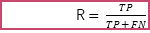 R = TP / (TP + FN)